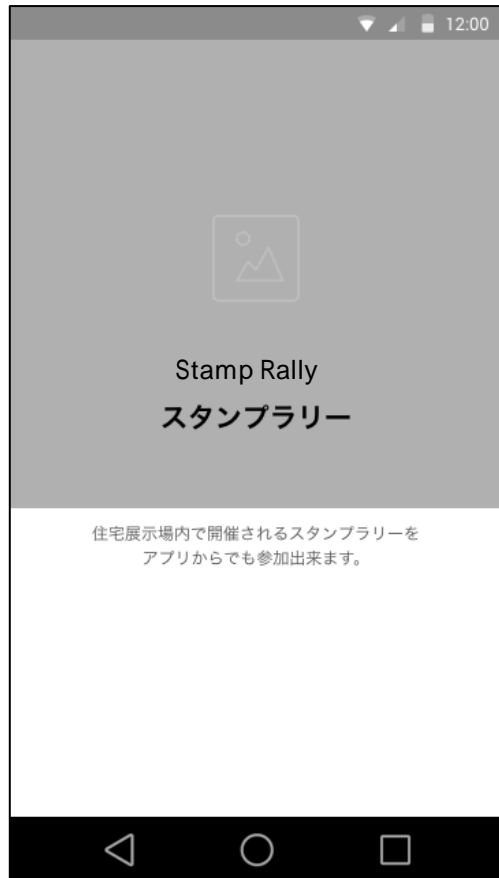 12:00
Stamp Rally
スタンプラリー
住宅展示場内で開催されるスタンプラリーを
アプリからでも参加出来ます。